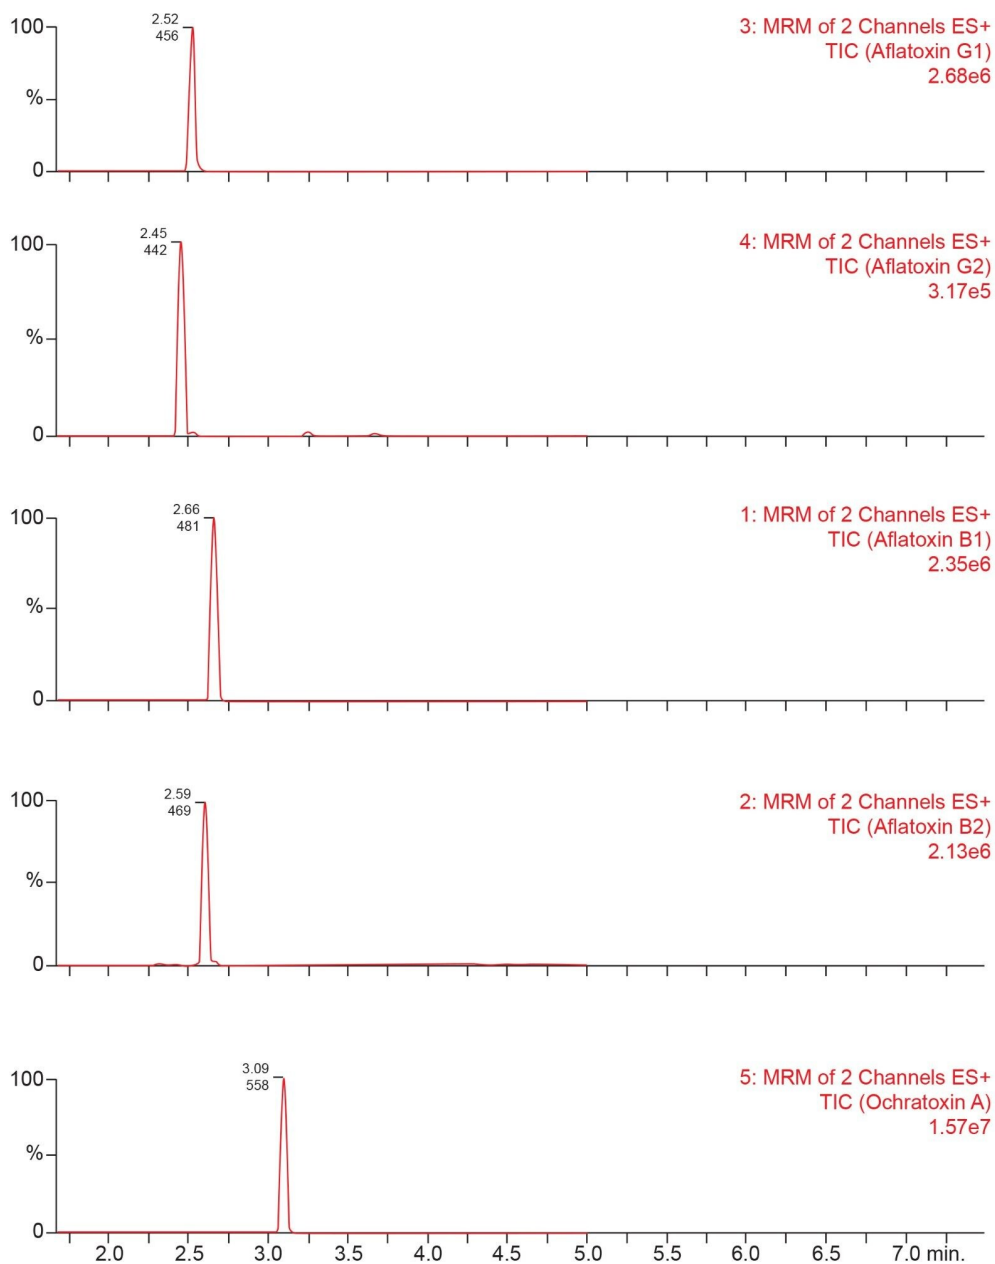 100
2.52
456
%
0
3: MRM of 2 Channels ES+
TIC (Aflatoxin G1)
2.68e6
100
2.45
442
%
0
4: MRM of 2 Channels ES+
TIC (Aflatoxin G2)
3.17e5
100
2.66
481
%
0
1: MRM of 2 Channels ES+
TIC (Aflatoxin B1)
2.35e6
100
2.59
469
%
0
2: MRM of 2 Channels ES+
TIC (Aflatoxin B2)
2.13e6
100
3.09
558
%
0
5: MRM of 2 Channels ES+
TIC (Ochratoxin A)
1.57e7
2.0 2.5 3.0 3.5 4.0 4.5 5.0 5.5 6.0 6.5 7.0 min.